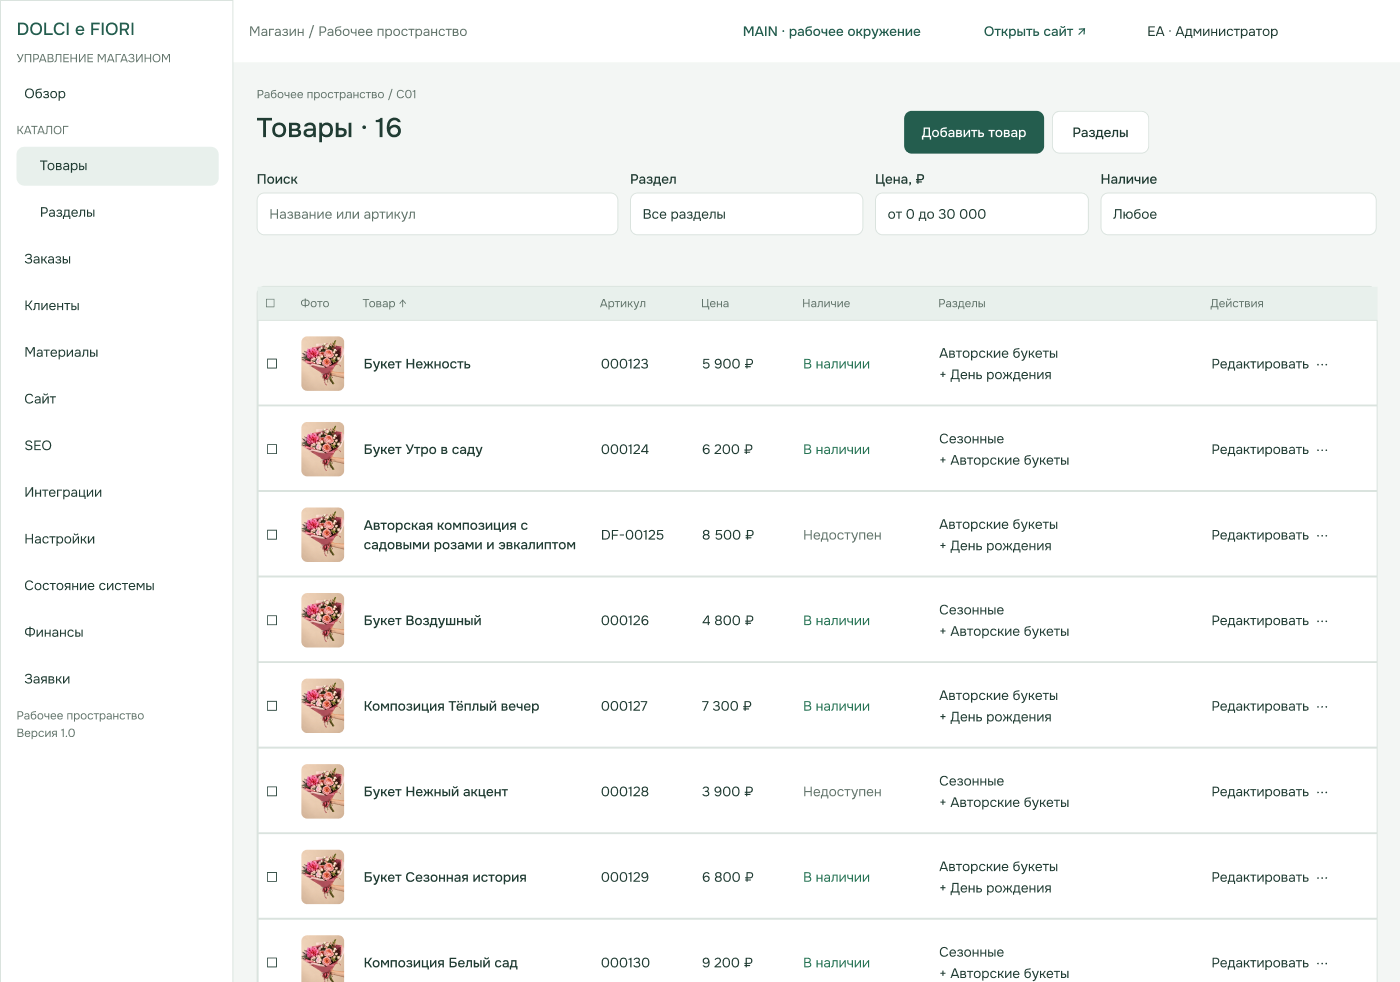 DOLCI e FIORI
УПРАВЛЕНИЕ МАГАЗИНОМ
Обзор
КАТАЛОГ
Товары
Разделы
Заказы
Клиенты
Материалы
Сайт
SEO
Интеграции
Настройки
Состояние системы
Финансы
Заявки
Рабочее пространство
Версия 1.0
Магазин / Рабочее пространство
MAIN · рабочее окружение
Открыть сайт ↗
EA · Администратор
Рабочее пространство / C01
Товары · 16
Добавить товар
Разделы
Поиск
Раздел
Цена, ₽
Наличие
Название или артикул
Все разделы
от 0 до 30 000
Любое
Фото
Товар ↑
Артикул
Цена
Наличие
Разделы
Действия
Букет Нежность
000123
5 900 ₽
В наличии
Авторские букеты
+ День рождения
Редактировать ···
Букет Утро в саду
000124
6 200 ₽
В наличии
Сезонные
+ Авторские букеты
Редактировать ···
Авторская композиция с
садовыми розами и эвкалиптом
DF-00125
8 500 ₽
Недоступен
Авторские букеты
+ День рождения
Редактировать ···
Букет Воздушный
000126
4 800 ₽
В наличии
Сезонные
+ Авторские букеты
Редактировать ···
Композиция Тёплый вечер
000127
7 300 ₽
В наличии
Авторские букеты
+ День рождения
Редактировать ···
Букет Нежный акцент
000128
3 900 ₽
Недоступен
Сезонные
+ Авторские букеты
Редактировать ···
Букет Сезонная история
000129
6 800 ₽
В наличии
Авторские букеты
+ День рождения
Редактировать ···
Композиция Белый сад
000130
9 200 ₽
В наличии
Сезонные
+ Авторские букеты
Редактировать ···